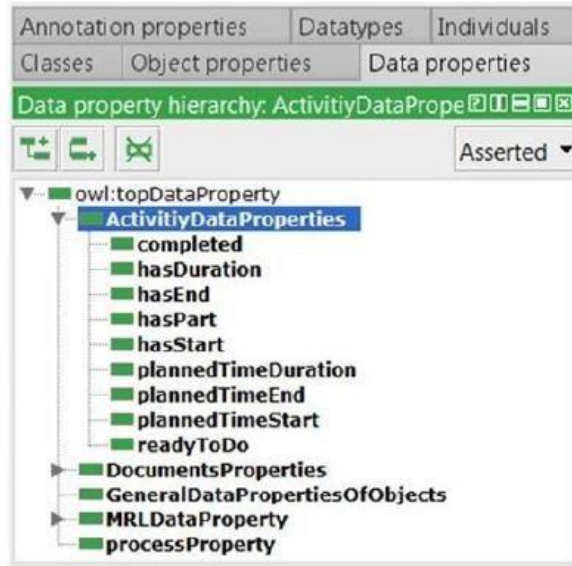 Annotation properties Datatypes Individuals
Classes Object properties Data properties
Data property hierarchy: ActivitiyDataPrope
Asserted
owl:topDataProperty
ActivitiyDataProperties
completed
hasDuration
hasEnd
hasPart
hasStart
plannedTimeDuration
plannedTimeEnd
plannedTimeStart
readyToDo
DocumentsProperties
GeneralDataPropertiesOfObjects
MRLDataProperty
processProperty